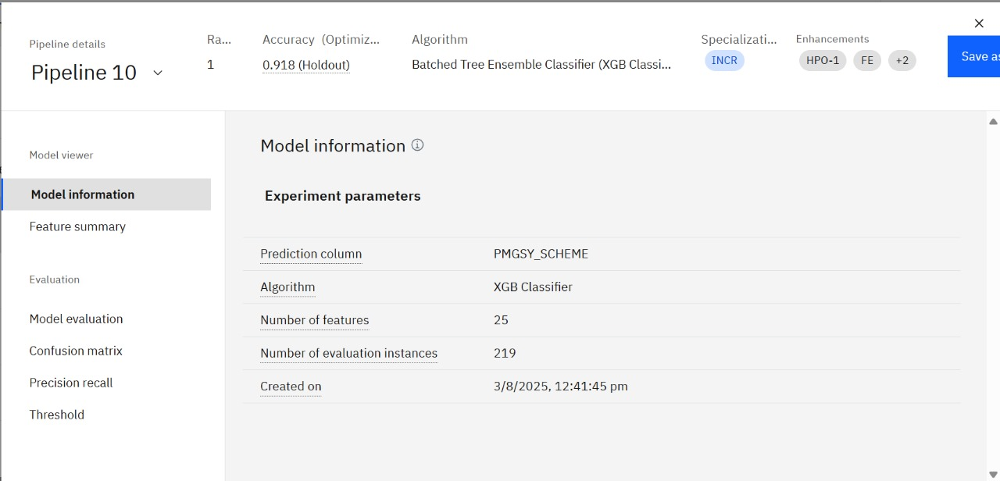 Pipeline details
Pipeline 10
Ra...
1
Accuracy (Optimiz...
0.918 (Holdout)
Algorithm
Batched Tree Ensemble Classifier (XGB Classi...
Specializati...
INCR
Enhancements
HPO-1 FE +2
Save as
Model viewer
Model information
Feature summary
Evaluation
Model evaluation
Confusion matrix
Precision recall
Threshold
Model information
Experiment parameters
Prediction column PMGSY_SCHEME
Algorithm XGB Classifier
Number of features 25
Number of evaluation instances 219
Created on 3/8/2025, 12:41:45 pm